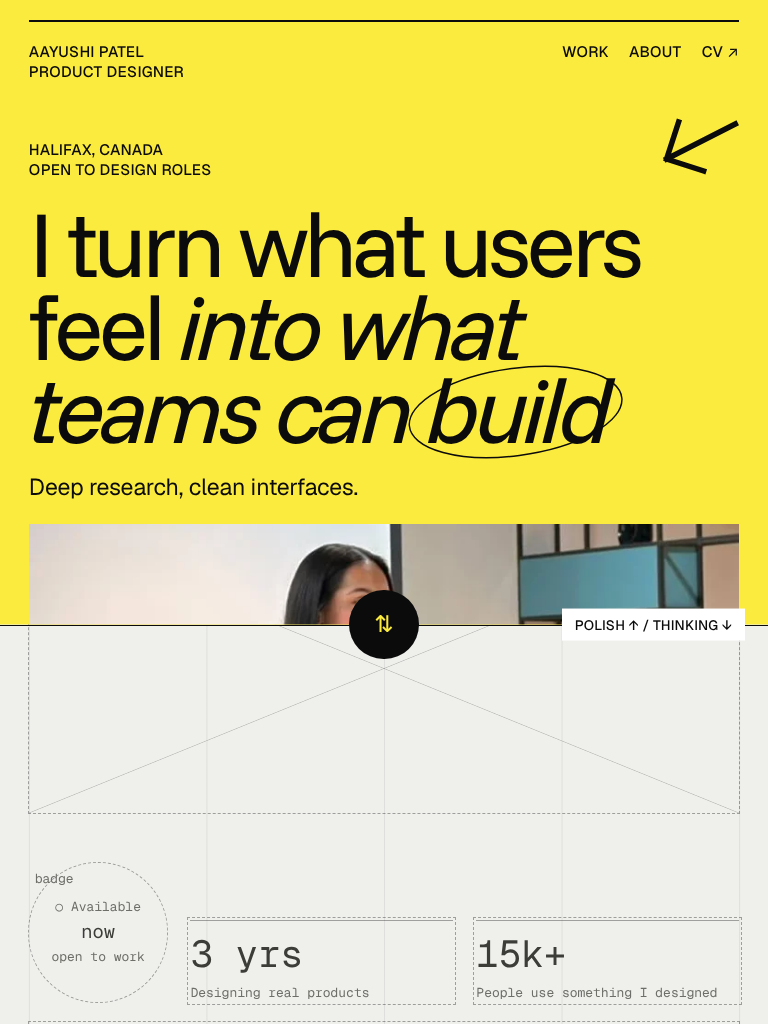 AAYUSHI PATEL
PRODUCT DESIGNER
WORK ABOUT CV ↗
HALIFAX, CANADA
OPEN TO DESIGN ROLES
I turn what users
feel into what
teams can build
Deep research, clean interfaces.
POLISH ↑ / THINKING ↓
badge
○ Available
now
open to work
3 yrs
Designing real products
15k+
People use something I designed